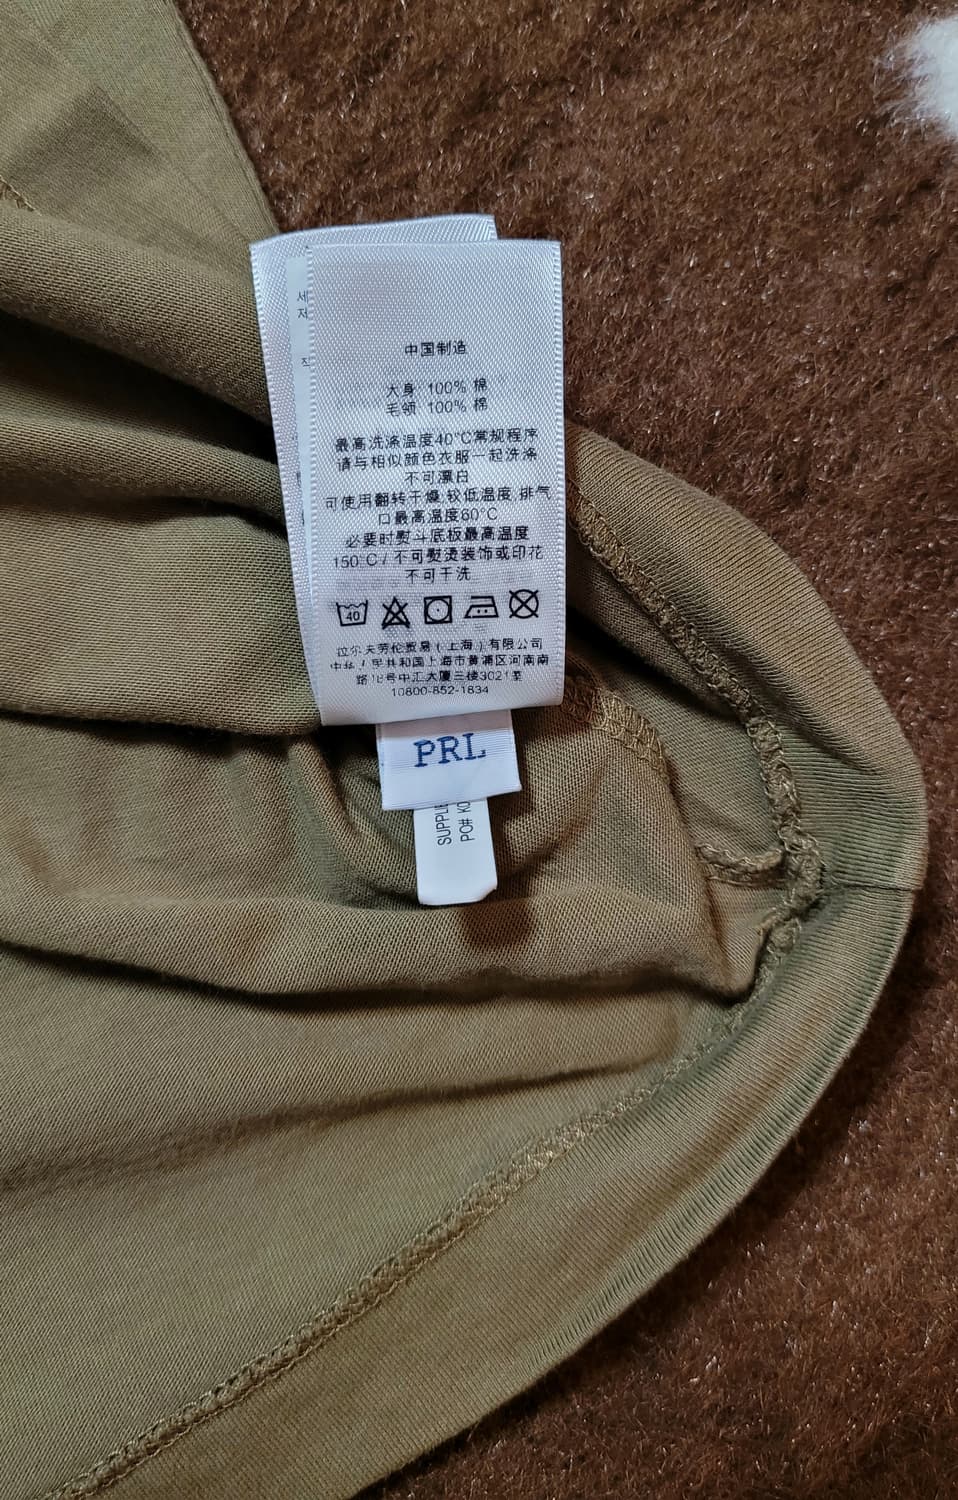 中国制造
大身 100% 棉
毛领 100% 棉
最高洗涤温度40°C常规程序
请与相似颜色衣服一起洗涤
不可漂白
可使用翻转干燥,较低温度,排气
口最高温度60°C
必要时熨斗底板最高温度
150°C / 不可熨烫装饰或印花
不可干洗
40
拉尔夫劳伦贸易(上海)有限公司
中华人民共和国上海市黄浦区河南南
路 号中汇大厦三楼302 室
10800-852-1834
PRL
SUPPLE
PO# KO
세
저